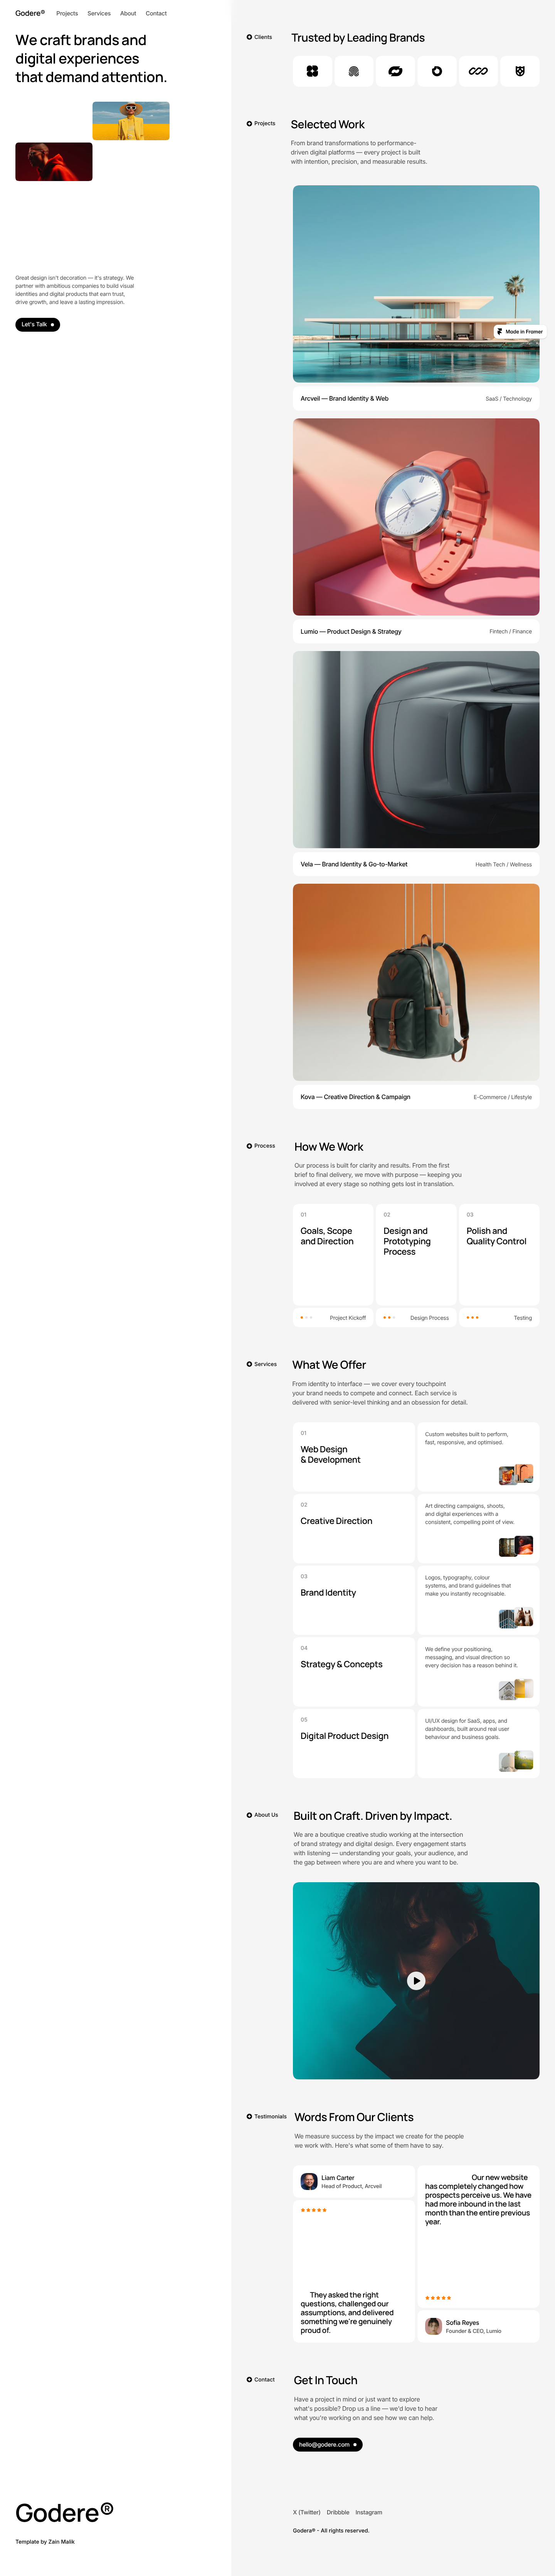 Godere®
Projects
Services
About
Contact
We craft brands and
digital experiences
that demand attention.
Great design isn't decoration — it's strategy. We
partner with ambitious companies to build visual
identities and digital products that earn trust,
drive growth, and leave a lasting impression.
Let's Talk
Clients
Trusted by Leading Brands
Projects
Selected Work
From brand transformations to performance-
driven digital platforms — every project is built
with intention, precision, and measurable results.
Made in Framer
Arcveil — Brand Identity & Web
SaaS / Technology
Lumio — Product Design & Strategy
Fintech / Finance
Vela — Brand Identity & Go-to-Market
Health Tech / Wellness
Kova — Creative Direction & Campaign
E-Commerce / Lifestyle
Process
How We Work
Our process is built for clarity and results. From the first
brief to final delivery, we move with purpose — keeping you
involved at every stage so nothing gets lost in translation.
01
Goals, Scope
and Direction
Project Kickoff
02
Design and
Prototyping
Process
Design Process
03
Polish and
Quality Control
Testing
Services
What We Offer
From identity to interface — we cover every touchpoint
your brand needs to compete and connect. Each service is
delivered with senior-level thinking and an obsession for detail.
01
Web Design
& Development
Custom websites built to perform,
fast, responsive, and optimised.
02
Creative Direction
Art directing campaigns, shoots,
and digital experiences with a
consistent, compelling point of view.
03
Brand Identity
Logos, typography, colour
systems, and brand guidelines that
make you instantly recognisable.
04
Strategy & Concepts
We define your positioning,
messaging, and visual direction so
every decision has a reason behind it.
05
Digital Product Design
UI/UX design for SaaS, apps, and
dashboards, built around real user
behaviour and business goals.
About Us
Built on Craft. Driven by Impact.
We are a boutique creative studio working at the intersection
of brand strategy and digital design. Every engagement starts
with listening — understanding your goals, your audience, and
the gap between where you are and where you want to be.
Testimonials
Words From Our Clients
We measure success by the impact we create for the people
we work with. Here's what some of them have to say.
Liam Carter
Head of Product, Arcveil
They asked the right
questions, challenged our
assumptions, and delivered
something we're genuinely
proud of.
Our new website
has completely changed how
prospects perceive us. We have
had more inbound in the last
month than the entire previous
year.
Sofia Reyes
Founder & CEO, Lumio
Contact
Get In Touch
Have a project in mind or just want to explore
what's possible? Drop us a line — we'd love to hear
what you're working on and see how we can help.
hello@godere.com
Godere®
Template by Zain Malik
X (Twitter)
Dribbble
Instagram
Godera® - All rights reserved.